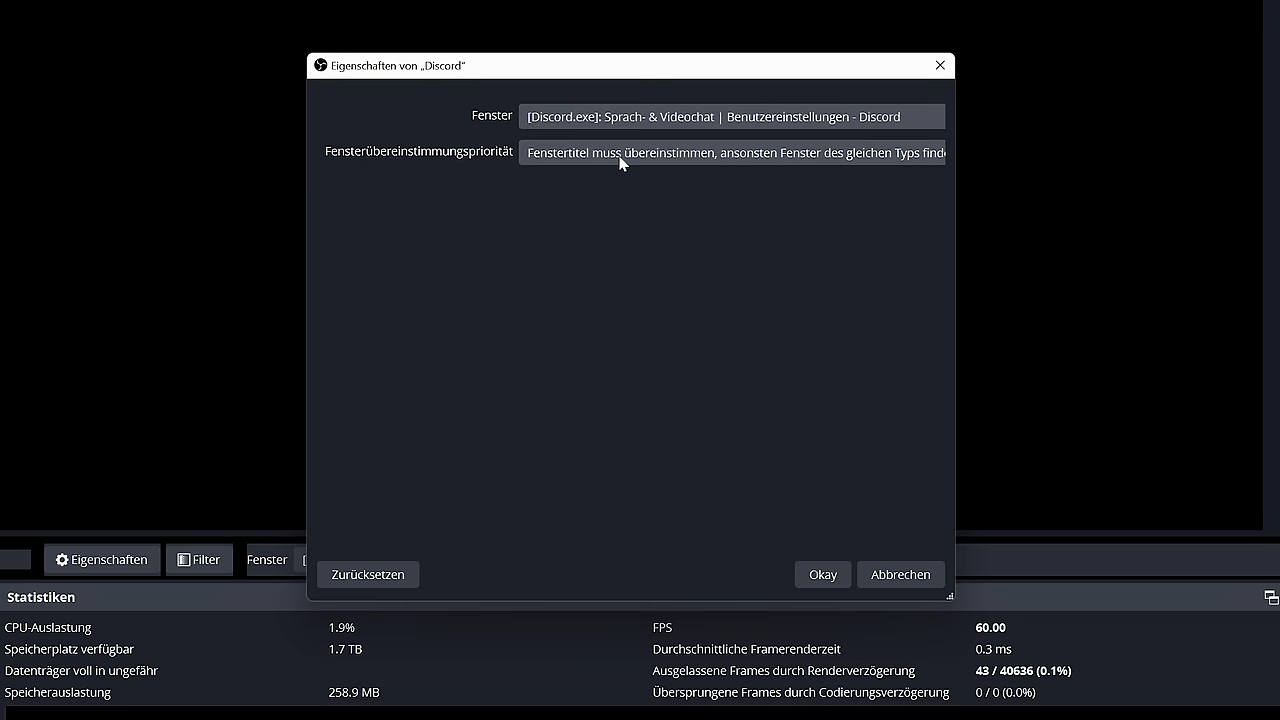 Eigenschaften von „Discord“
Fenster [Discord.exe]: Sprach- & Videochat | Benutzereinstellungen - Discord
Fensterübereinstimmungspriorität Fenstertitel muss übereinstimmen, ansonsten Fenster des gleichen Typs finde
Zurücksetzen Okay Abbrechen
Eigenschaften Filter Fenster [
Statistiken
CPU-Auslastung 1.9% FPS 60.00
Speicherplatz verfügbar 1.7 TB Durchschnittliche Framerenderzeit 0.3 ms
Datenträger voll in ungefähr Ausgelassene Frames durch Renderverzögerung 43 / 40636 (0.1%)
Speicherauslastung 258.9 MB Übersprungene Frames durch Codierungsverzögerung 0 / 0 (0.0%)